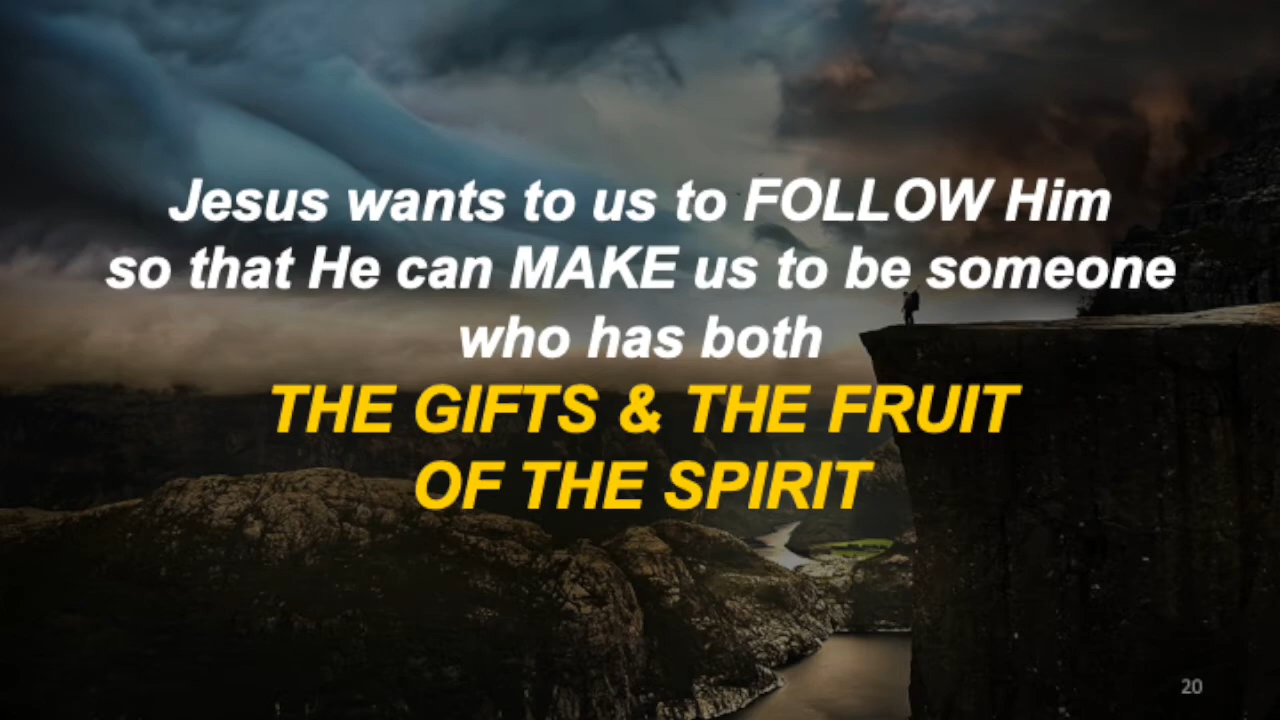 Jesus wants to us to FOLLOW Him
so that He can MAKE us to be someone
who has both
THE GIFTS & THE FRUIT
OF THE SPIRIT
20